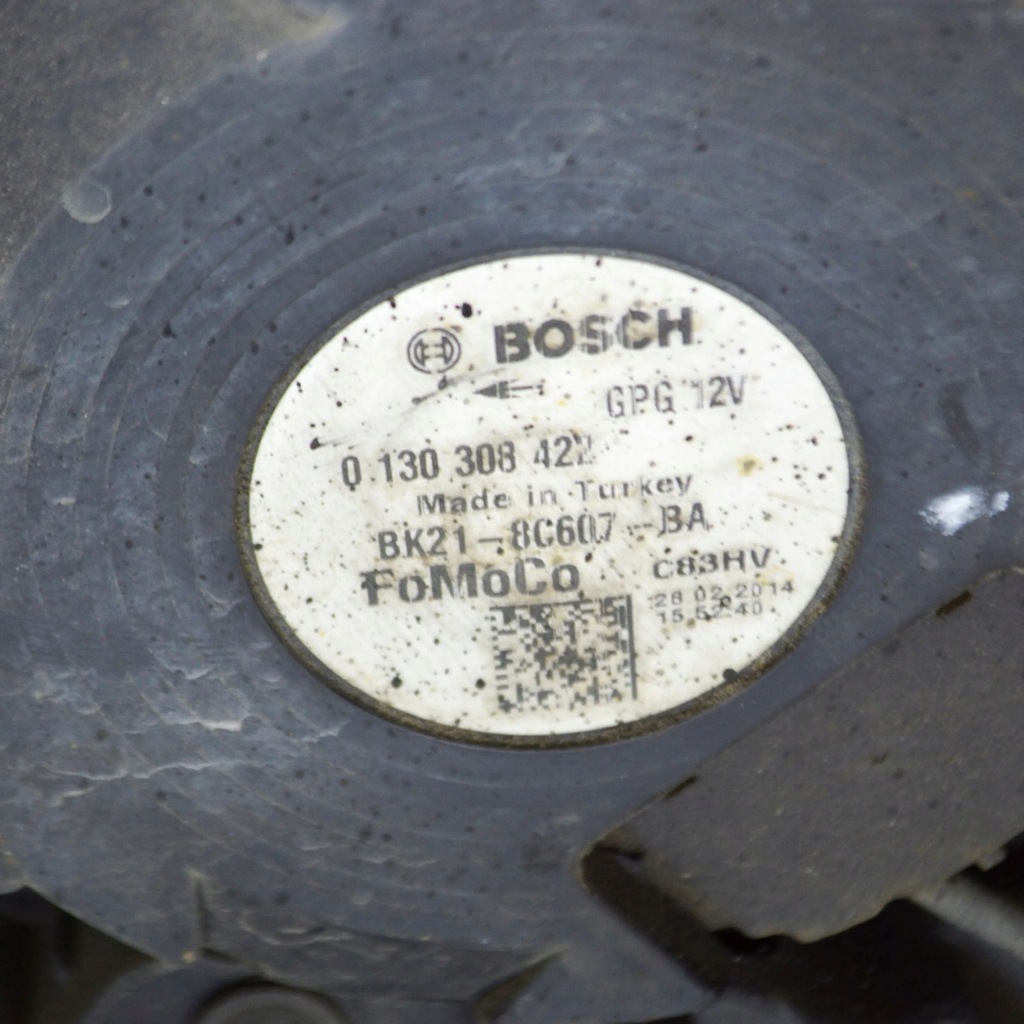 BOSCH
GPG 12V
0 130 308 422
Made in Turkey
BK21-8C607-BA
FoMoCo C83HV
28.02.2014
15.52.40